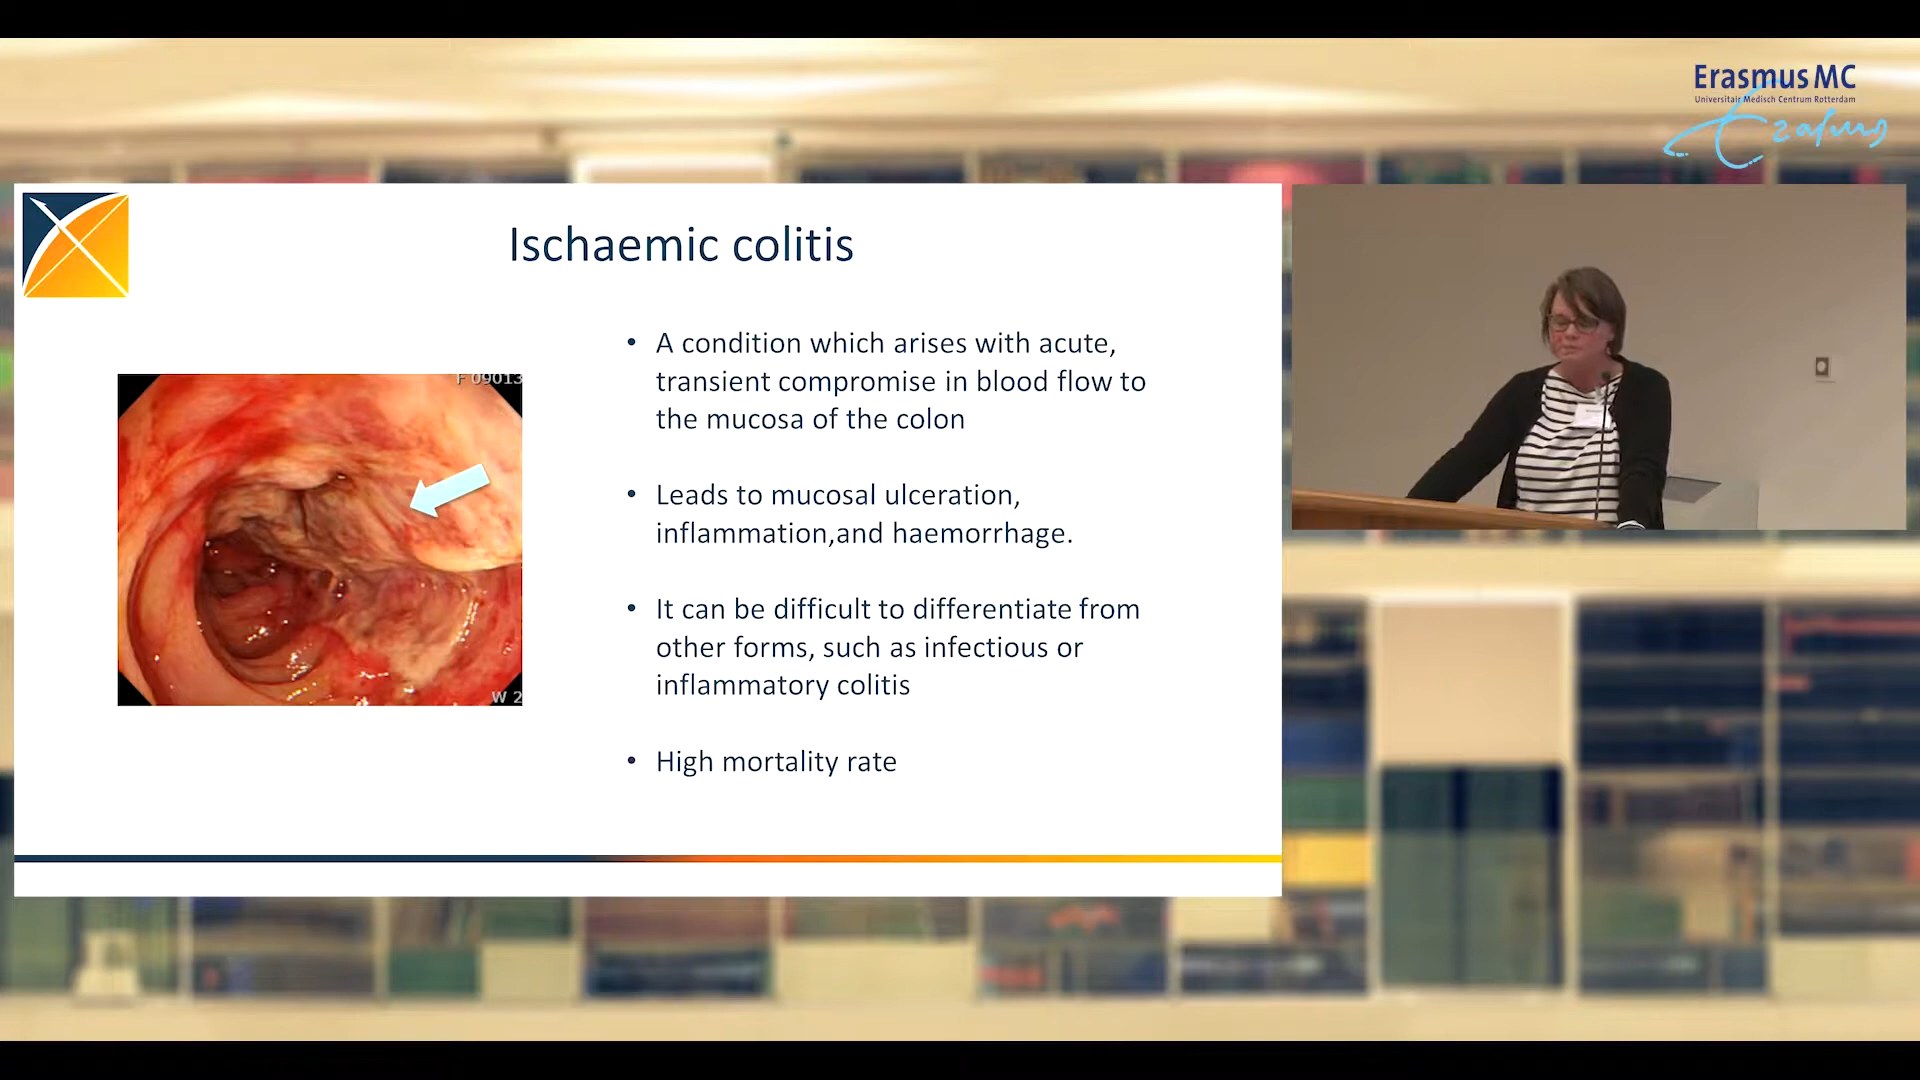 Erasmus MC
Universitair Medisch Centrum Rotterdam
Erasmus
Ischaemic colitis
F 09013
W 2
• A condition which arises with acute,
transient compromise in blood flow to
the mucosa of the colon
• Leads to mucosal ulceration,
inflammation,and haemorrhage.
• It can be difficult to differentiate from
other forms, such as infectious or
inflammatory colitis
• High mortality rate